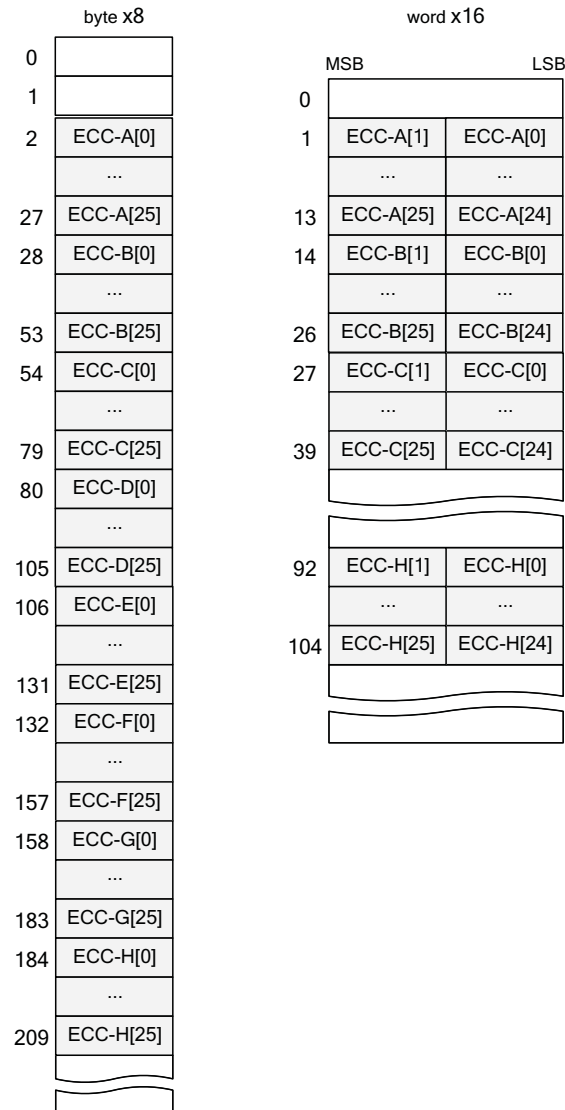 byte x8
0
1
2 ECC-A[0]
...
27 ECC-A[25]
28 ECC-B[0]
...
53 ECC-B[25]
54 ECC-C[0]
...
79 ECC-C[25]
80 ECC-D[0]
...
105 ECC-D[25]
106 ECC-E[0]
...
131 ECC-E[25]
132 ECC-F[0]
...
157 ECC-F[25]
158 ECC-G[0]
...
183 ECC-G[25]
184 ECC-H[0]
...
209 ECC-H[25]
word x16
MSB LSB
0
1 ECC-A[1] ECC-A[0]
... ...
13 ECC-A[25] ECC-A[24]
14 ECC-B[1] ECC-B[0]
... ...
26 ECC-B[25] ECC-B[24]
27 ECC-C[1] ECC-C[0]
... ...
39 ECC-C[25] ECC-C[24]
92 ECC-H[1] ECC-H[0]
... ...
104 ECC-H[25] ECC-H[24]